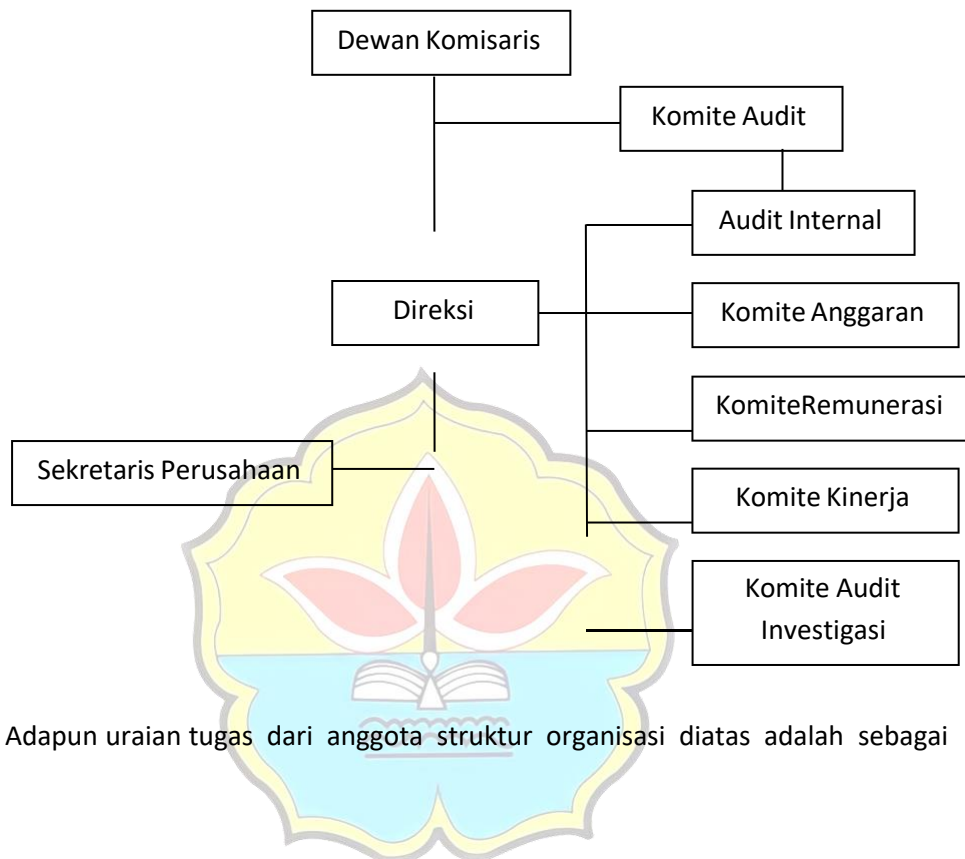 Dewan Komisaris
Komite Audit
Audit Internal
Direksi
Komite Anggaran
KomiteRemunerasi
Sekretaris Perusahaan
Komite Kinerja
Komite Audit
Investigasi
Adapun uraian tugas dari anggota struktur organisasi diatas adalah sebagai